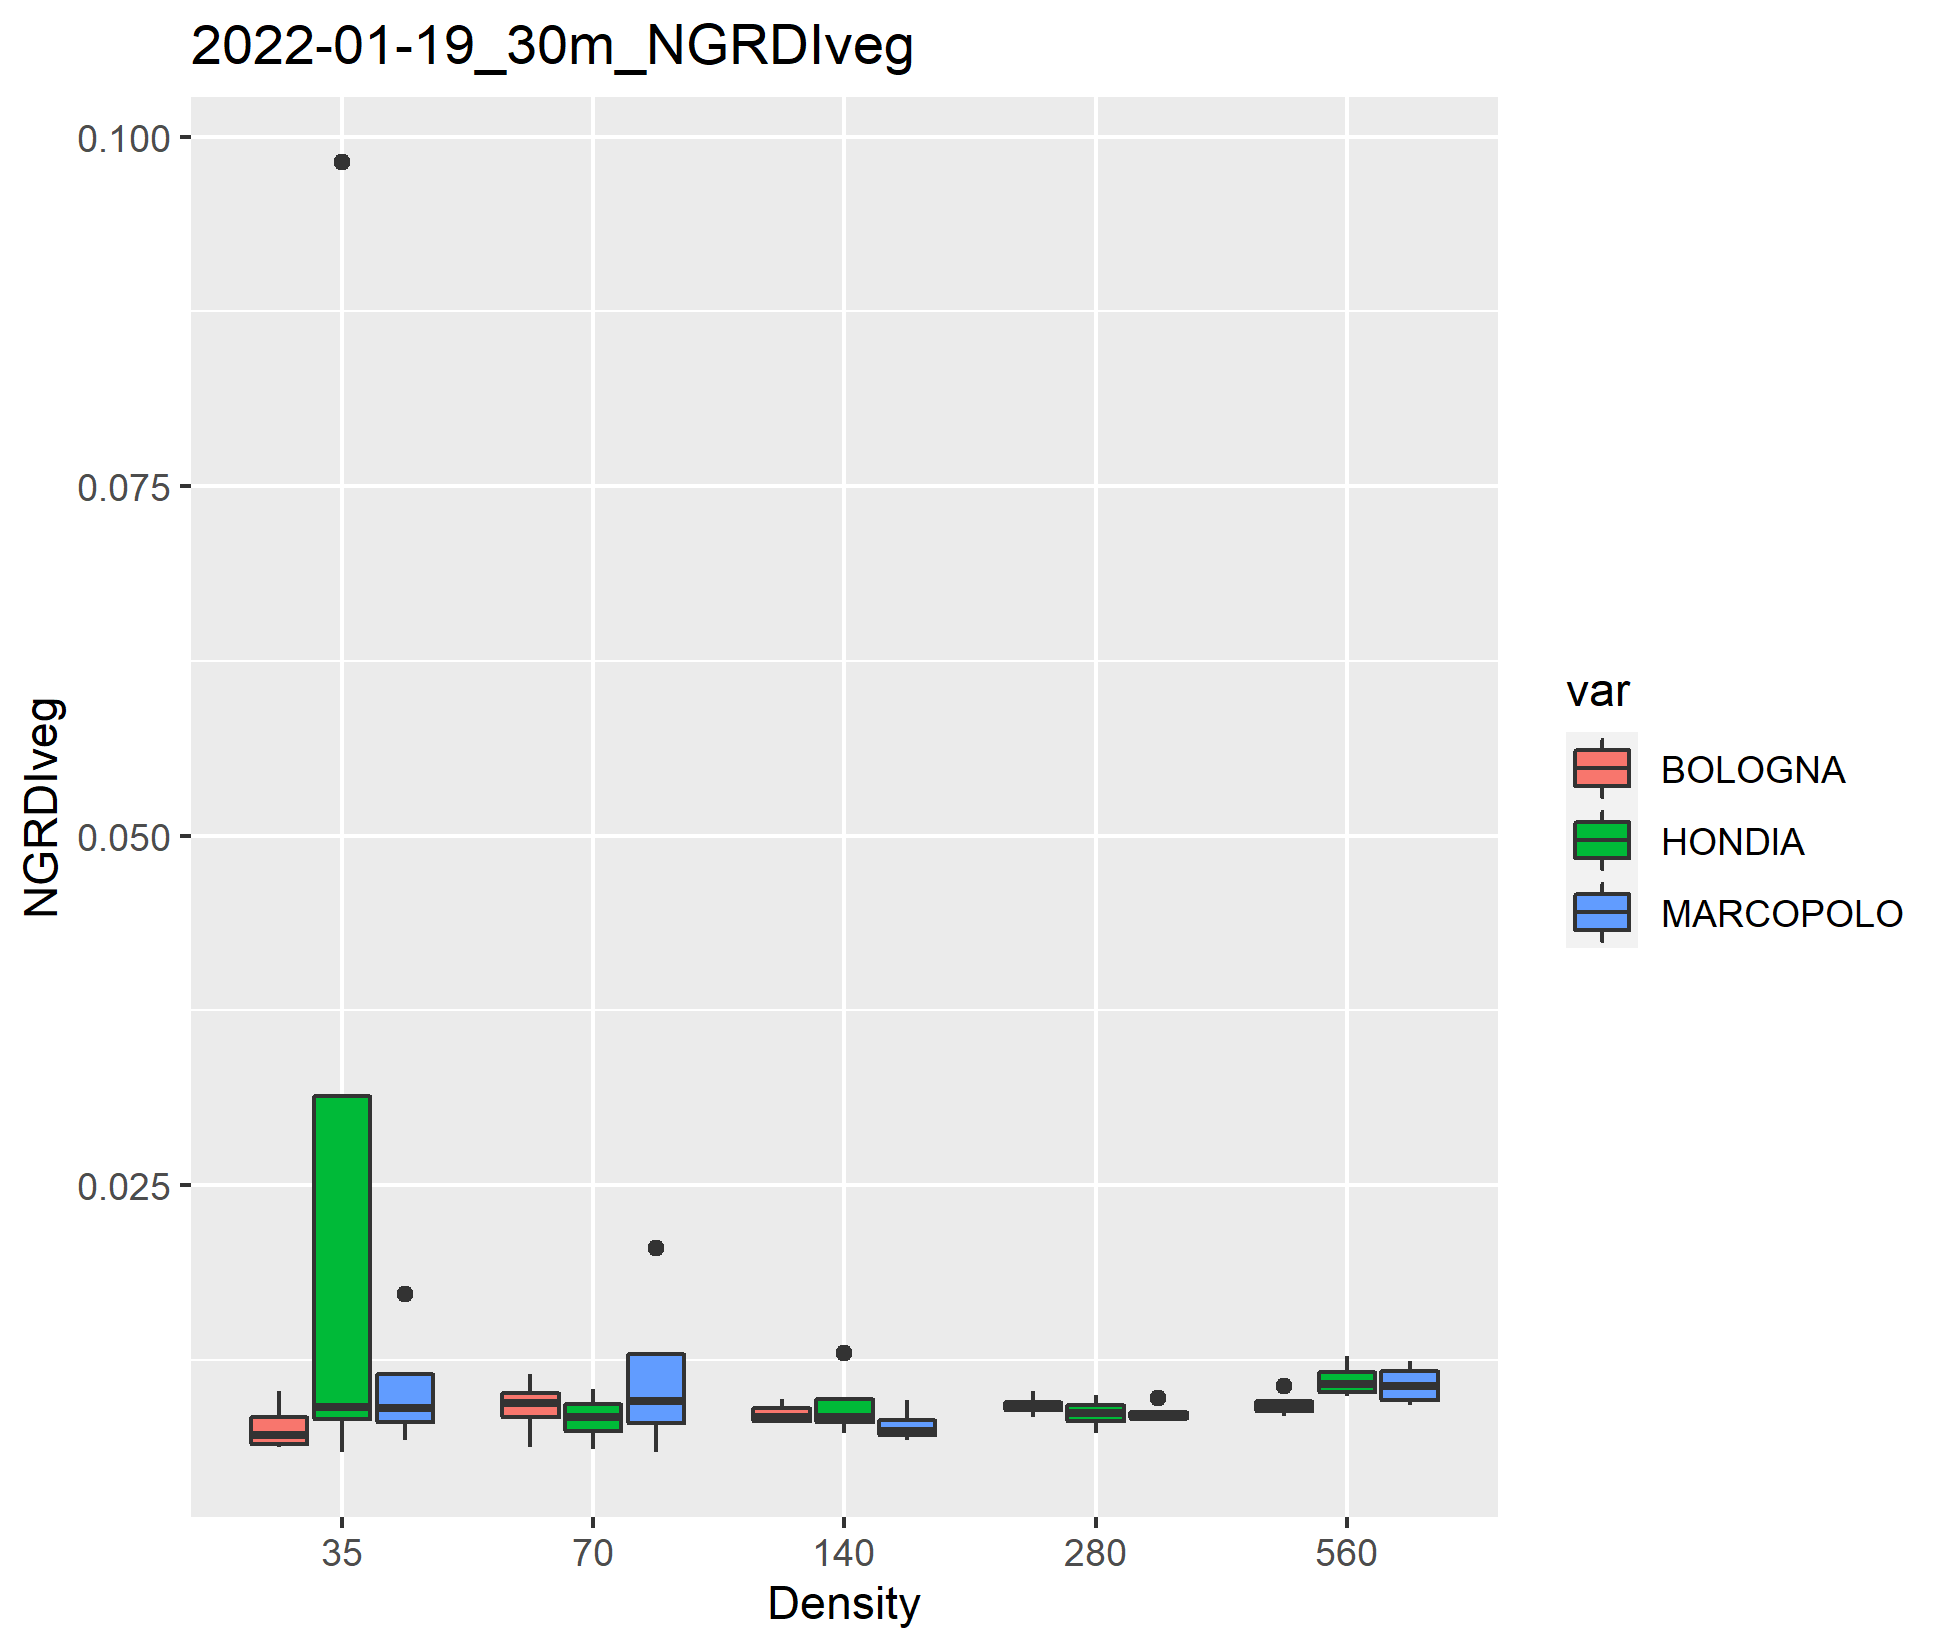 2022-01-19_30m_NGRDIveg
0.100
0.075
0.050
0.025
NGRDIveg
35 70 140 280 560
Density
var
BOLOGNA
HONDIA
MARCOPOLO